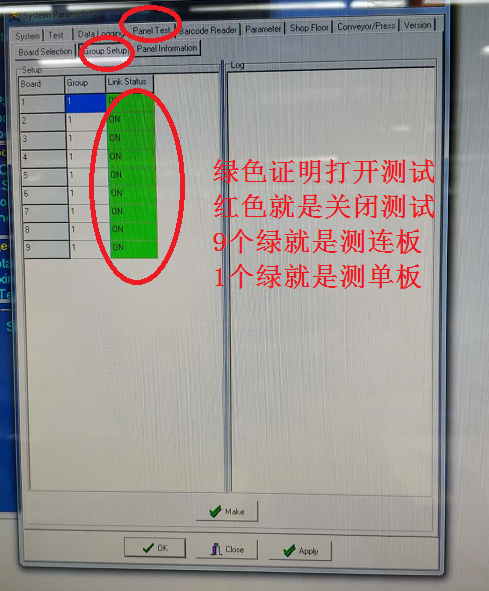 System Parameters
System Test Data Logging Panel Test Barcode Reader Parameter Shop Floor Conveyor/Press Version
Board Selection Group Setup Panel Information
Setup
Log
Board Group Link Status
1 1 ON
2 1 ON
3 1 ON
4 1 ON
5 1 ON
6 1 ON
7 1 ON
8 1 ON
9 1 ON
绿色证明打开测试
红色就是关闭测试
9个绿就是测连板
1个绿就是测单板
Make
OK Close Apply